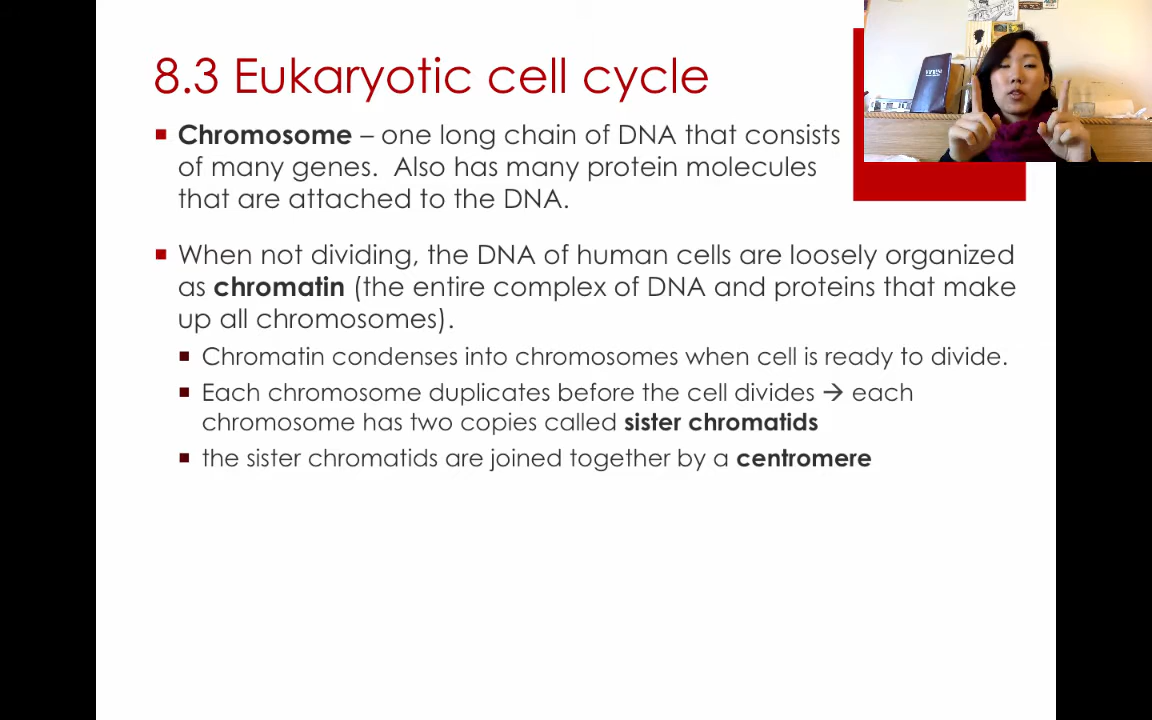 8.3 Eukaryotic cell cycle
■ Chromosome – one long chain of DNA that consists
of many genes.  Also has many protein molecules
that are attached to the DNA.
■ When not dividing, the DNA of human cells are loosely organized
as chromatin (the entire complex of DNA and proteins that make
up all chromosomes).
■ Chromatin condenses into chromosomes when cell is ready to divide.
■ Each chromosome duplicates before the cell divides → each
chromosome has two copies called sister chromatids
■ the sister chromatids are joined together by a centromere